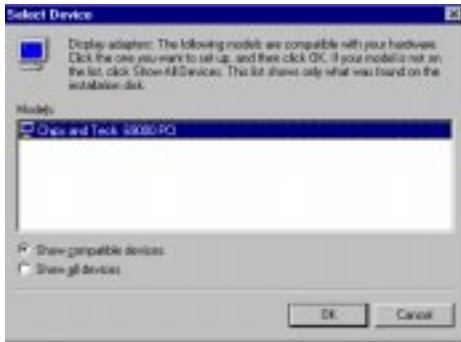 Select Device
Display adapters: The following models are compatible with your hardware.
Click the one you want to set up, and then click OK. If your model is not on
the list, click Show All Devices. This list shows only what was found on the
installation disk.
Models:
Chips and Tech. 69000 PCI
Show compatible devices
Show all devices
OK
Cancel